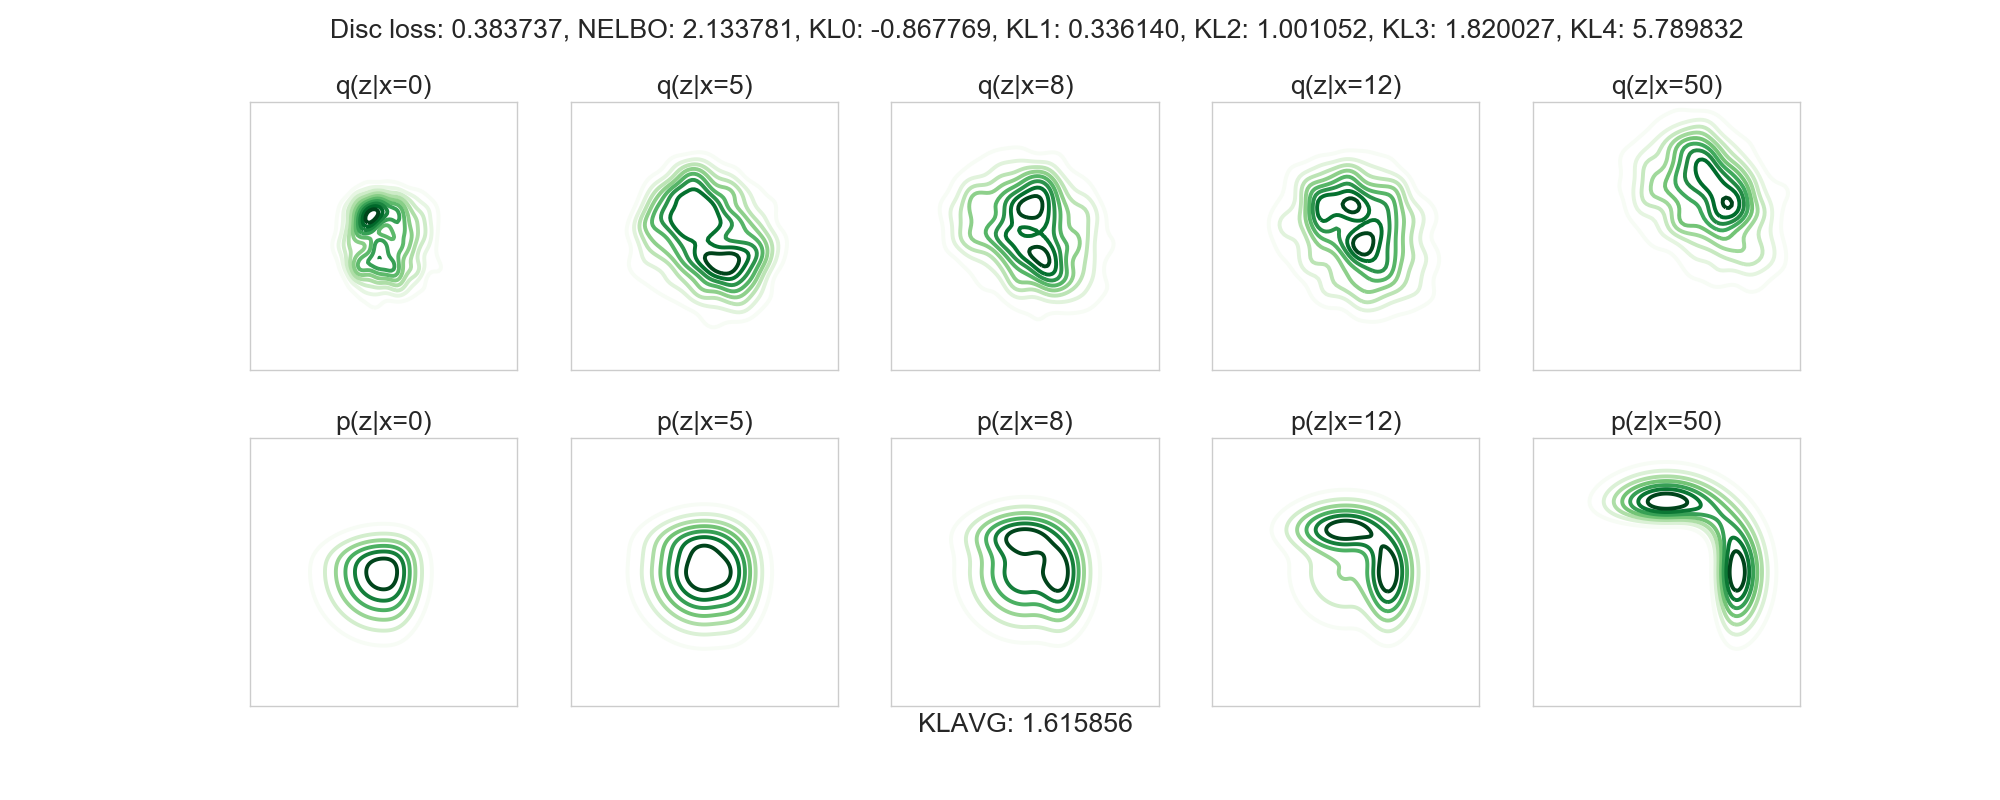 Disc loss: 0.383737, NELBO: 2.133781, KL0: -0.867769, KL1: 0.336140, KL2: 1.001052, KL3: 1.820027, KL4: 5.789832
q(z|x=0) q(z|x=5) q(z|x=8) q(z|x=12) q(z|x=50)
p(z|x=0) p(z|x=5) p(z|x=8) p(z|x=12) p(z|x=50)
KLAVG: 1.615856